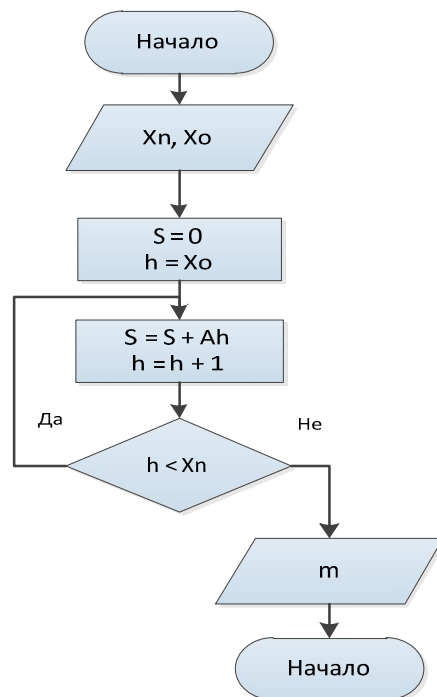 Начало
Xn, Xo
S = 0
h = Xo
S = S + Ah
h = h + 1
Да
Не
h < Xn
m
Начало